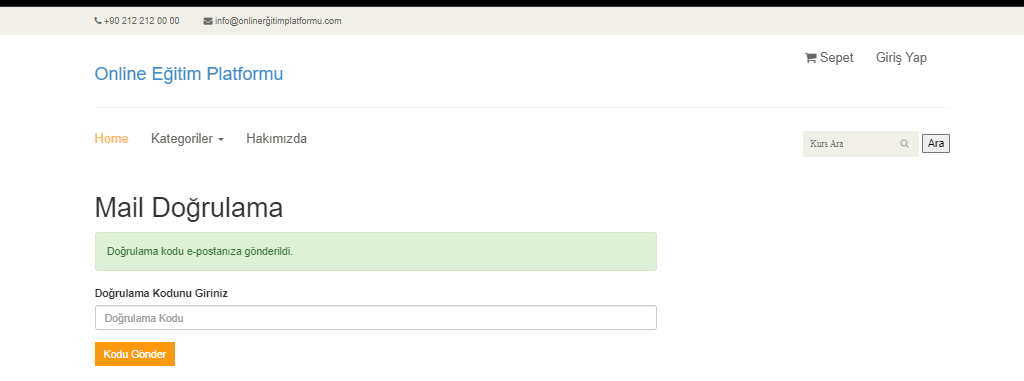 +90 212 212 00 00 info@onlinerğitimplatformu.com
Sepet Giriş Yap
Online Eğitim Platformu
Home Kategoriler Hakımızda
Kurs Ara Ara
Mail Doğrulama
Doğrulama kodu e-postanıza gönderildi.
Doğrulama Kodunu Giriniz
Doğrulama Kodu
Kodu Gönder